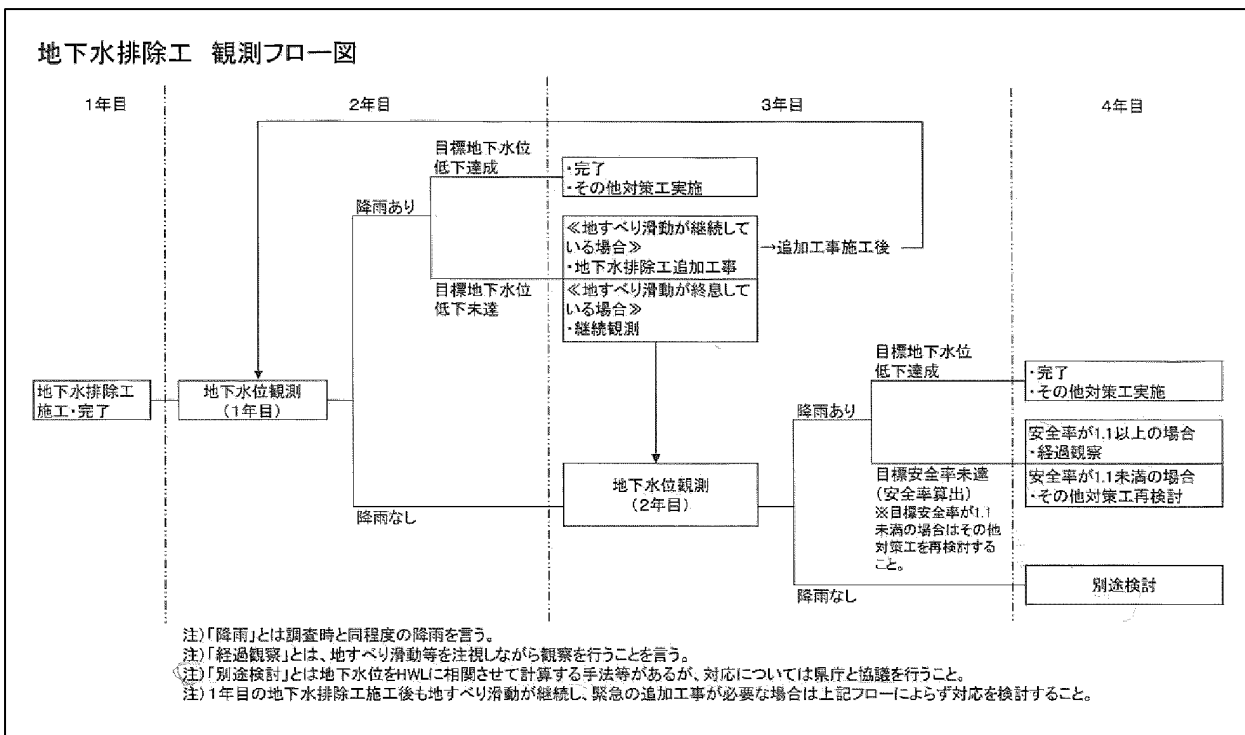 地下水排除工 観測フロー図
1年目
2年目
3年目
4年目
目標地下水位
低下達成
・完了
・その他対策工実施
降雨あり
≪地すべり滑動が継続して
いる場合≫
・地下水排除工追加工事
→追加工事施工後
目標地下水位
低下未達
≪地すべり滑動が終息して
いる場合≫
・継続観測
地下水排除工
施工・完了
地下水位観測
(1年目)
目標地下水位
低下達成
・完了
・その他対策工実施
降雨あり
安全率が1.1以上の場合
・経過観察
地下水位観測
(2年目)
目標安全率未達
(安全率算出)
※目標安全率が1.1
未満の場合はその他
対策工を再検討する
こと。
安全率が1.1未満の場合
・その他対策工再検討
降雨なし
降雨なし
別途検討
注)「降雨」とは調査時と同程度の降雨を言う。
注)「経過観察」とは、地すべり滑動等を注視しながら観察を行うことを言う。
注)「別途検討」とは地下水位をHWLに相関させて計算する手法等があるが、対応については県庁と協議を行うこと。
注)1年目の地下水排除工施工後も地すべり滑動が継続し、緊急の追加工事が必要な場合は上記フローによらず対応を検討すること。